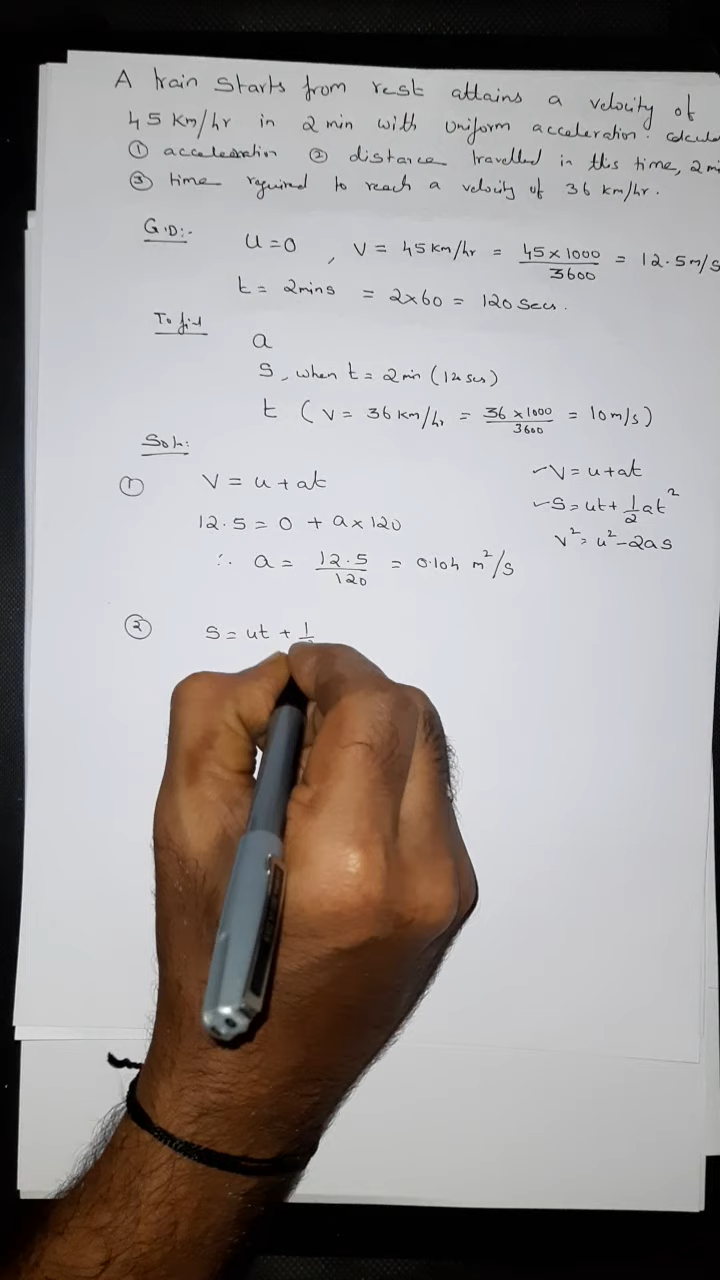 A train starts from rest attains a velocity of
45 Km/hr in 2 min with uniform acceleration. calcula
① acceleration ② distance travelled in this time, 2 mi
③ time required to reach a velocity of 36 km/hr.
G.D:- u = 0 , V = 45 km/hr = 45 x 1000 / 3600 = 12.5 m/s
t = 2mins = 2x60 = 120 Secs.
To find
a
S, when t = 2 min (120 secs)
t (V = 36 km/hr = 36 x 1000 / 3600 = 10 m/s)
Soln:
① V = u + at
12.5 = 0 + a x 120
∴ a = 12.5 / 120 = 0.104 m²/s
② S = ut + 1
✓V = u + at
✓S = ut + 1/2 at²
V² = u² - 2as